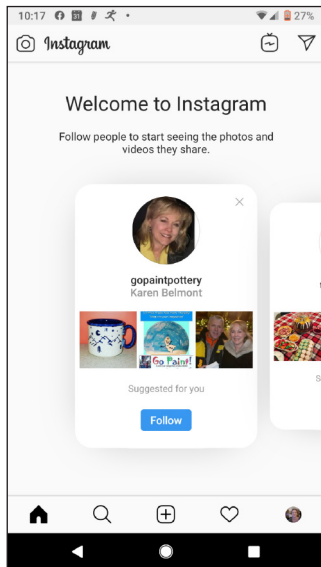 10:17
27%
Instagram
Welcome to Instagram
Follow people to start seeing the photos and
videos they share.
gopaintpottery
Karen Belmont
Go Paint!
Suggested for you
Follow